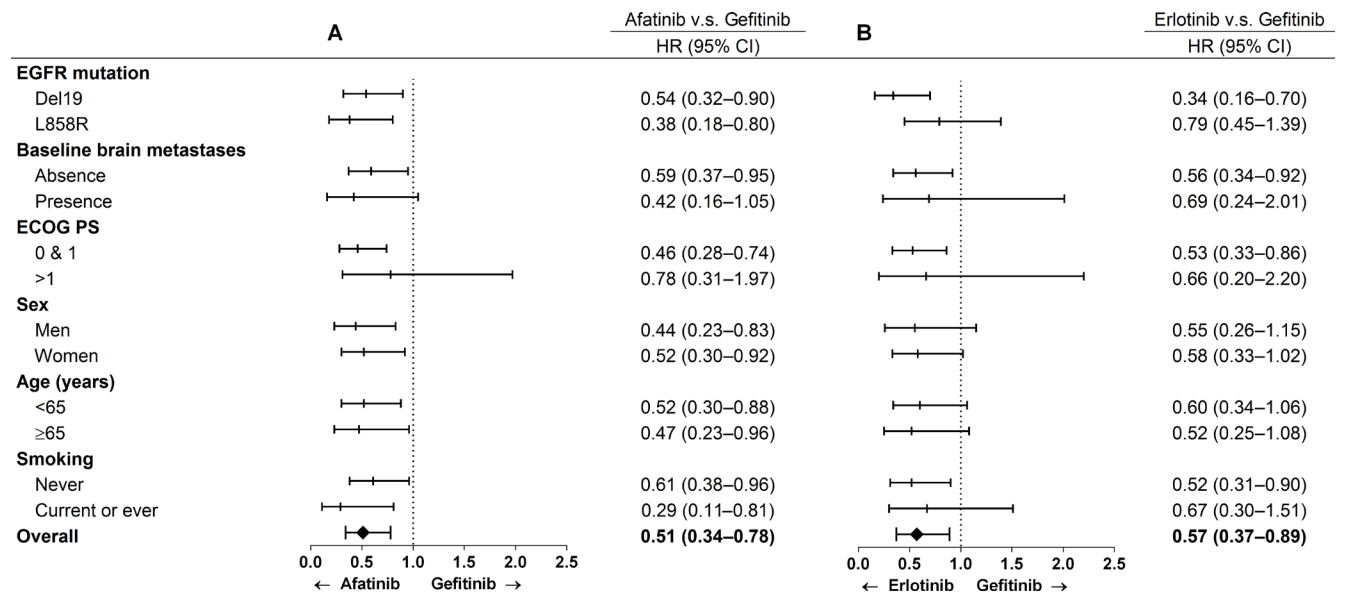 A Afatinib v.s. Gefitinib B Erlotinib v.s. Gefitinib
HR (95% CI) HR (95% CI)
EGFR mutation
Del19 0.54 (0.32–0.90) 0.34 (0.16–0.70)
L858R 0.38 (0.18–0.80) 0.79 (0.45–1.39)
Baseline brain metastases
Absence 0.59 (0.37–0.95) 0.56 (0.34–0.92)
Presence 0.42 (0.16–1.05) 0.69 (0.24–2.01)
ECOG PS
0 & 1 0.46 (0.28–0.74) 0.53 (0.33–0.86)
>1 0.78 (0.31–1.97) 0.66 (0.20–2.20)
Sex
Men 0.44 (0.23–0.83) 0.55 (0.26–1.15)
Women 0.52 (0.30–0.92) 0.58 (0.33–1.02)
Age (years)
<65 0.52 (0.30–0.88) 0.60 (0.34–1.06)
≥65 0.47 (0.23–0.96) 0.52 (0.25–1.08)
Smoking
Never 0.61 (0.38–0.96) 0.52 (0.31–0.90)
Current or ever 0.29 (0.11–0.81) 0.67 (0.30–1.51)
Overall 0.51 (0.34–0.78) 0.57 (0.37–0.89)
0.0 0.5 1.0 1.5 2.0 2.5 0.0 0.5 1.0 1.5 2.0 2.5
← Afatinib Gefitinib → ← Erlotinib Gefitinib →